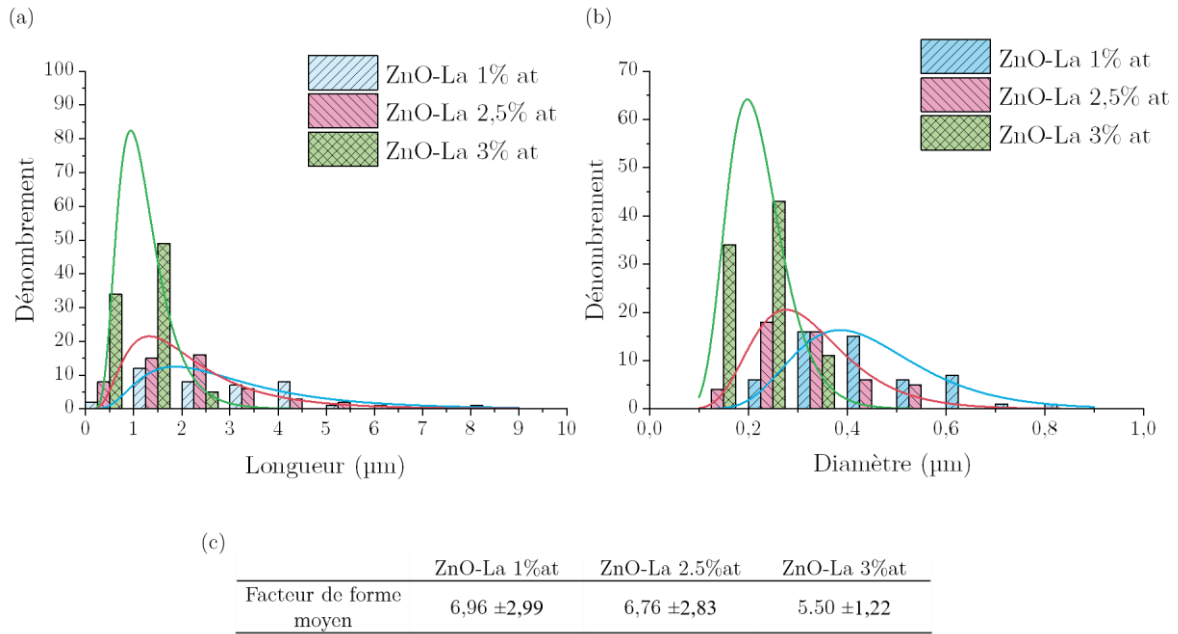 (a)
ZnO-La 1% at
ZnO-La 2,5% at
ZnO-La 3% at
100
90
80
70
60
50
40
30
20
10
0
Dénombrement
0 1 2 3 4 5 6 7 8 9 10
Longueur (µm)
(b)
ZnO-La 1% at
ZnO-La 2,5% at
ZnO-La 3% at
70
60
50
40
30
20
10
0
Dénombrement
0,0 0,2 0,4 0,6 0,8 1,0
Diamètre (µm)
(c)
ZnO-La 1%at ZnO-La 2.5%at ZnO-La 3%at
Facteur de forme
moyen
6,96 ±2,99 6,76 ±2,83 5.50 ±1,22